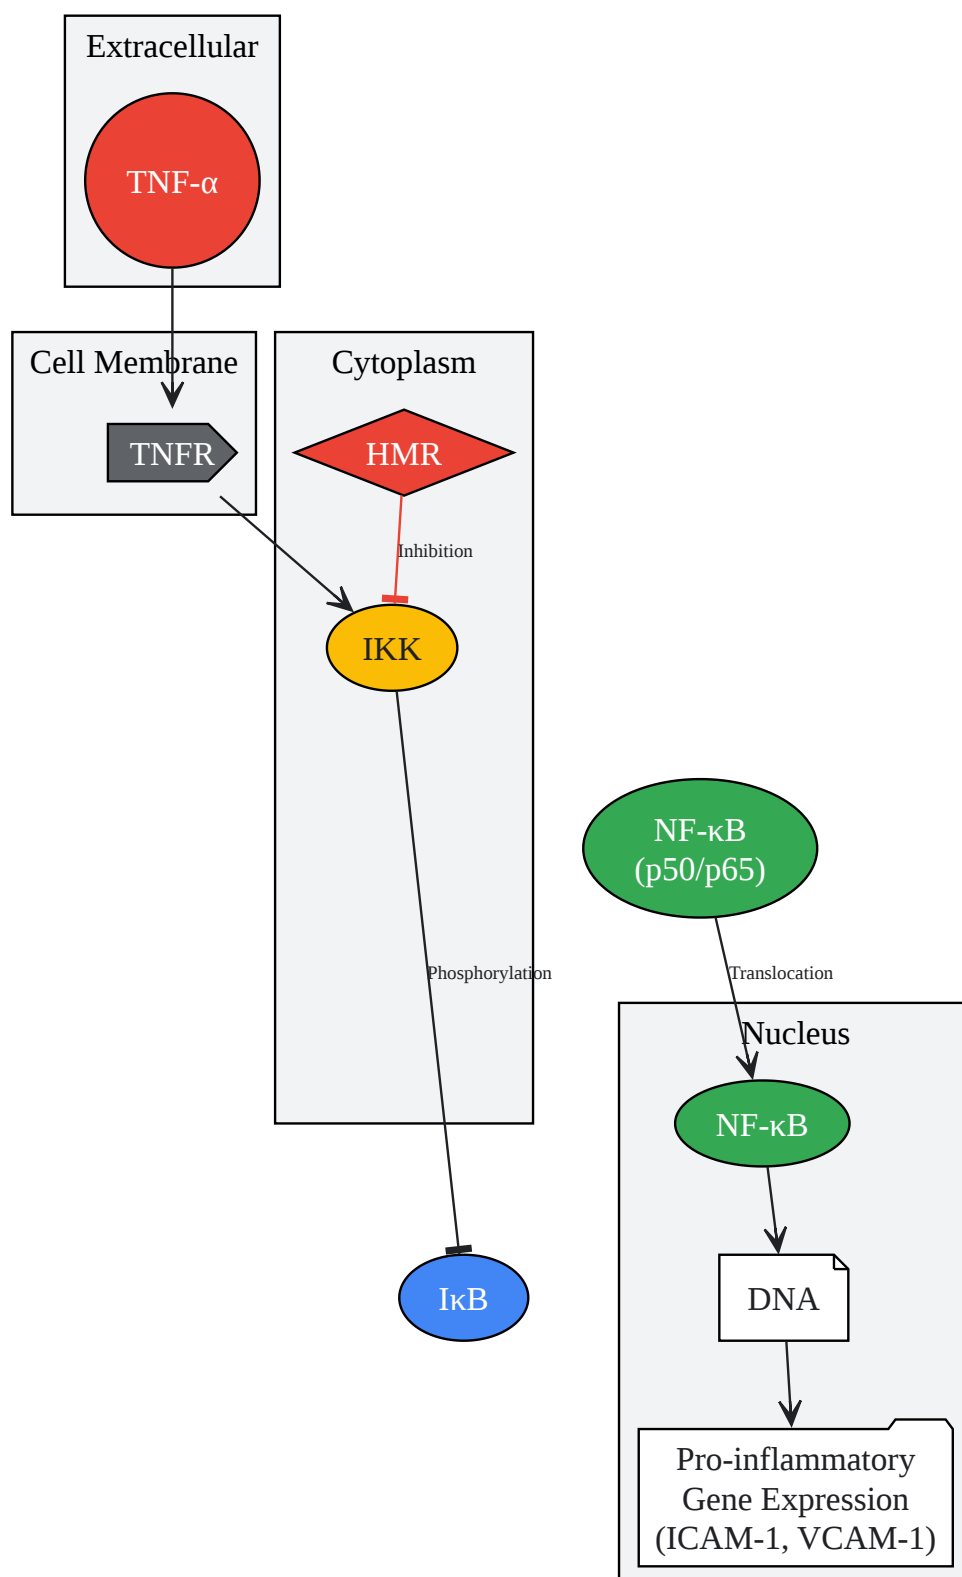 Extracellular
TNF-α
Cell Membrane
TNFR
Cytoplasm
HMR
Inhibition
IKK
Phosphorylation
IκB
NF-κB
(p50/p65)
Translocation
Nucleus
NF-κB
DNA
Pro-inflammatory
Gene Expression
(ICAM-1, VCAM-1)